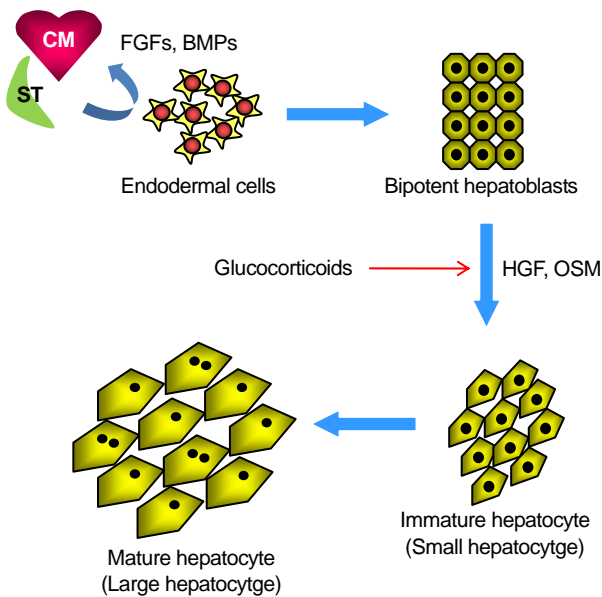 CM
FGFs, BMPs
ST
Endodermal cells
Bipotent hepatoblasts
Glucocorticoids
HGF, OSM
Immature hepatocyte
(Small hepatocytge)
Mature hepatocyte
(Large hepatocytge)